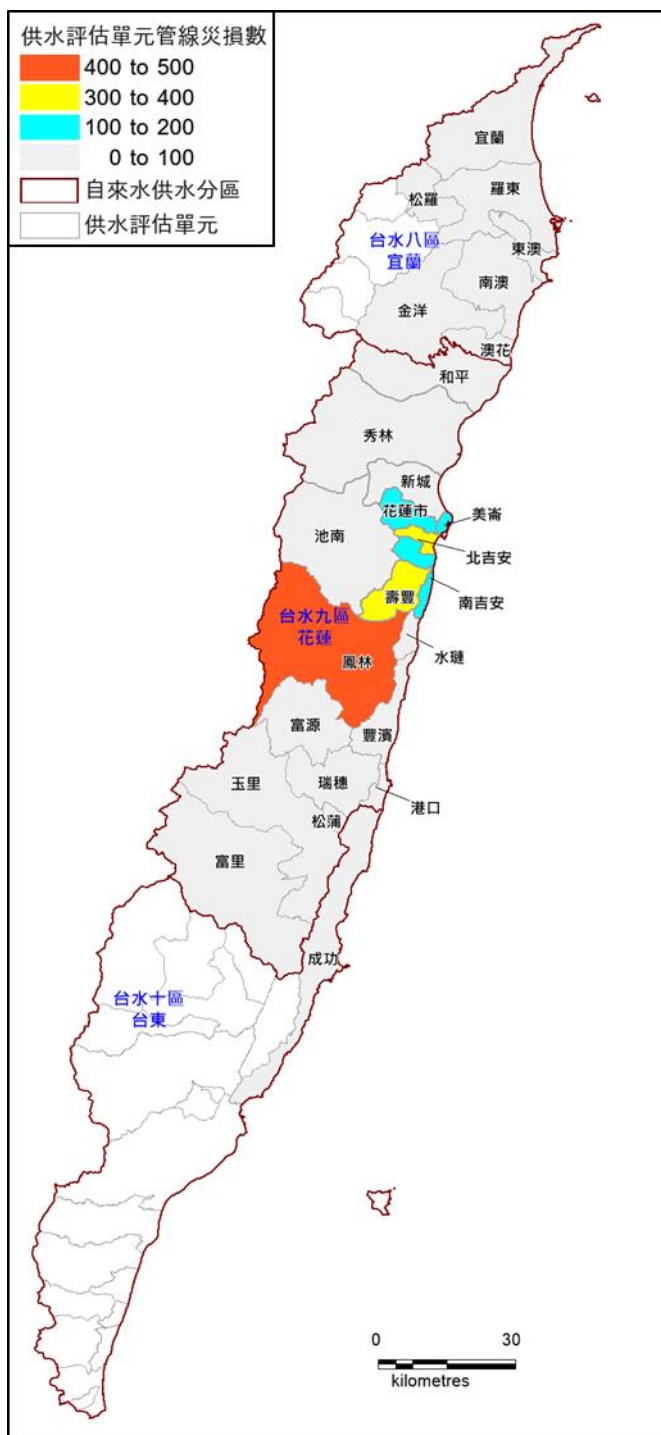 供水評估單元管線災損數
400 to 500
300 to 400
100 to 200
0 to 100
自來水供水分區
供水評估單元
宜蘭
松羅
羅東
台水八區
宜蘭
東澳
南澳
金洋
澳花
和平
秀林
新城
花蓮市
美崙
池南
北吉安
壽豐
南吉安
台水九區
花蓮
水璉
鳳林
富源
豐濱
玉里
瑞穗
港口
松蒲
富里
成功
台水十區
台東
0
30
kilometres